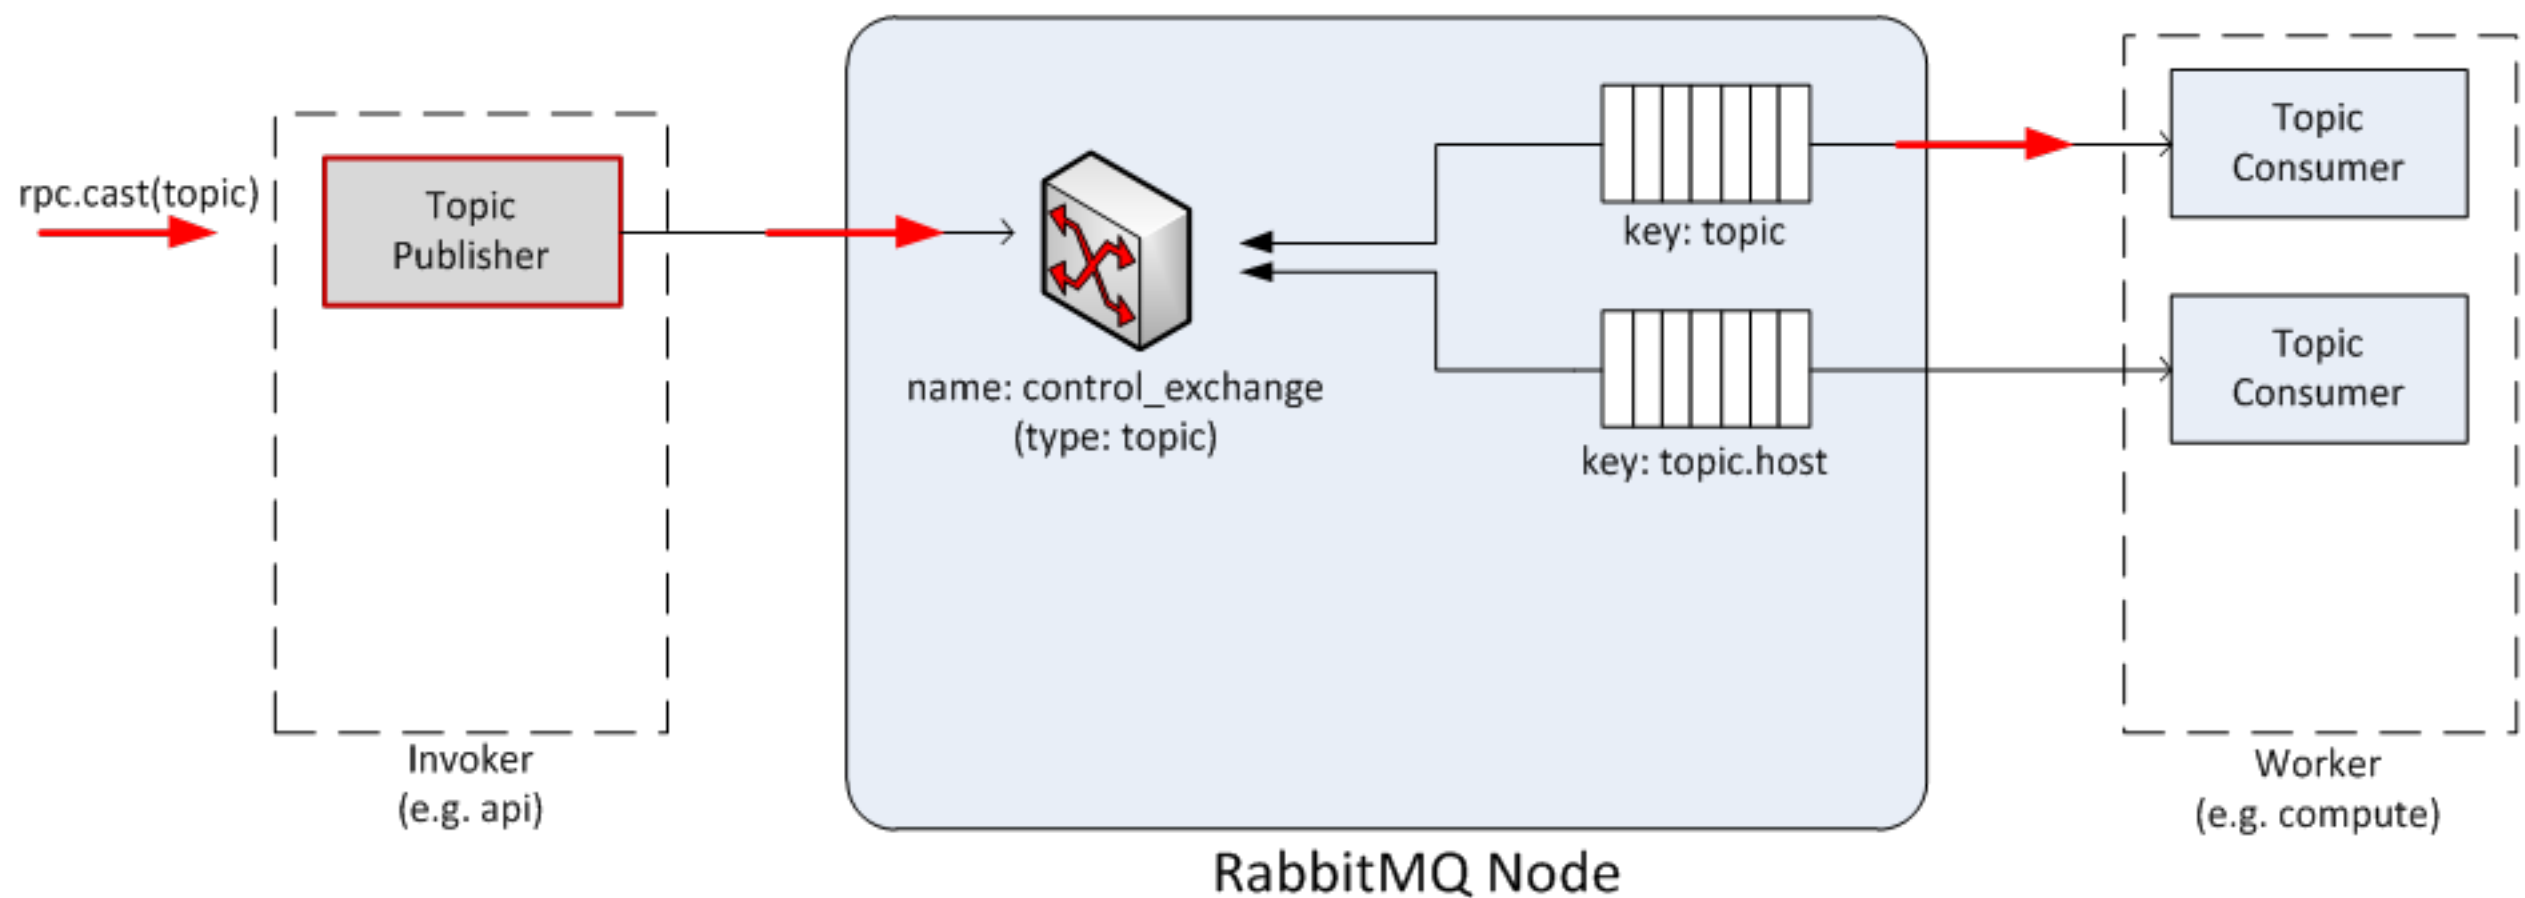 rpc.cast(topic)
Topic
Publisher
Invoker
(e.g. api)
name: control_exchange
(type: topic)
key: topic
key: topic.host
RabbitMQ Node
Topic
Consumer
Topic
Consumer
Worker
(e.g. compute)